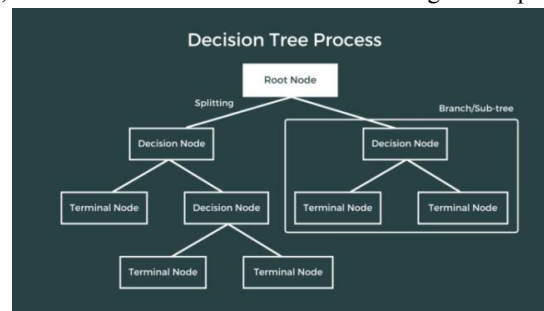 Decision Tree Process
Root Node
Splitting
Branch/Sub-tree
Decision Node
Decision Node
Terminal Node
Decision Node
Terminal Node
Terminal Node
Terminal Node
Terminal Node